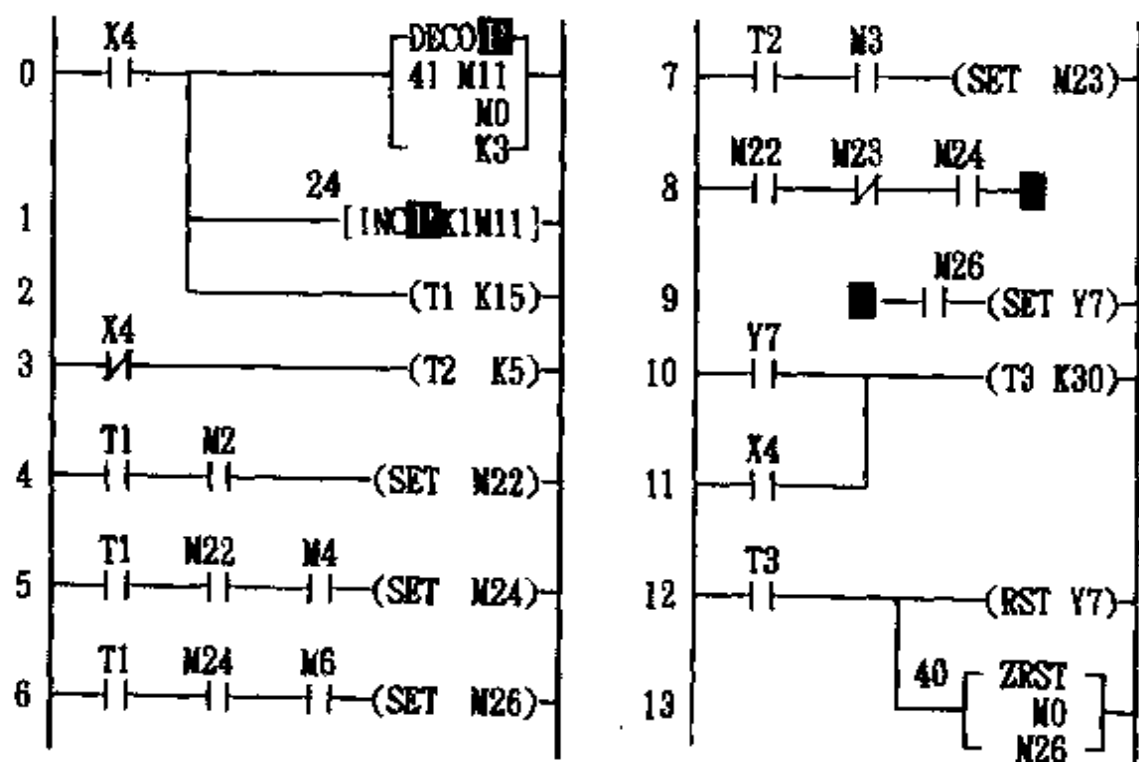 X4
0
DECO
41 M11
M0
K3
24
1
[INC K1M11]
2
(T1 K15)
X4
3
(T2 K5)
T1 M2
4
(SET M22)
T1 M22 M4
5
(SET M24)
T1 M24 M6
6
(SET M26)
T2 M3
7
(SET M23)
M22 M23 M24
8
M26
9
(SET Y7)
Y7
10
(T3 K30)
X4
11
T3
12
(RST Y7)
40
ZRST
13
M0
M26